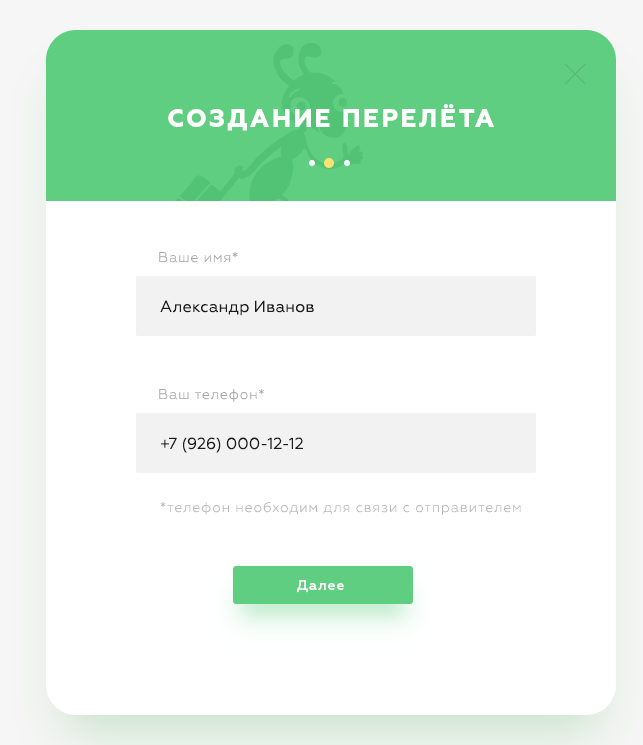 СОЗДАНИЕ ПЕРЕЛЁТА
Ваше имя*
Александр Иванов
Ваш телефон*
+7 (926) 000-12-12
*телефон необходим для связи с отправителем
Далее